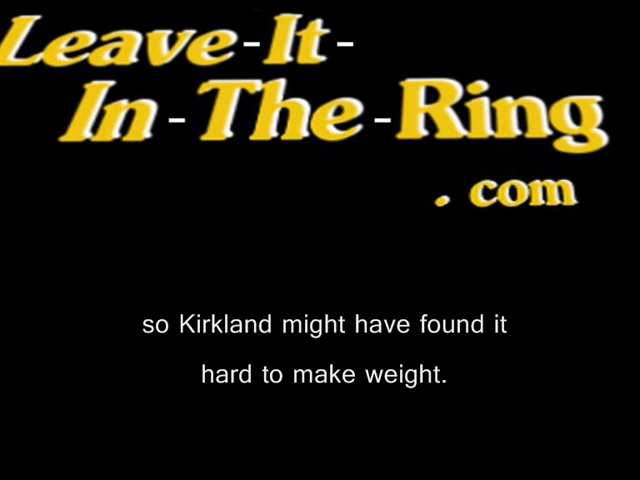 Leave-It-
In-The-Ring
. com
so Kirkland might have found it
hard to make weight.